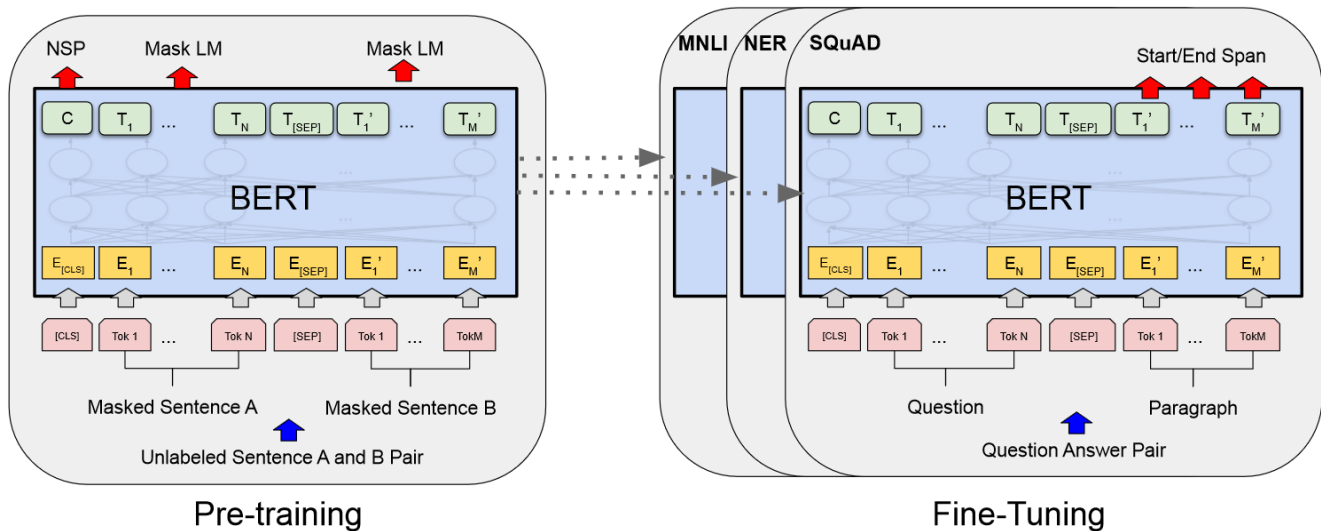 NSP Mask LM Mask LM
C T1 ... TN T[SEP] T1’ ... TM’
BERT
E[CLS] E1 ... EN E[SEP] E1’ ... EM’
[CLS] Tok 1 ... Tok N [SEP] Tok 1 ... TokM
Masked Sentence A Masked Sentence B
Unlabeled Sentence A and B Pair
Pre-training
MNLI NER SQuAD
Start/End Span
C T1 ... TN T[SEP] T1’ ... TM’
BERT
E[CLS] E1 ... EN E[SEP] E1’ ... EM’
[CLS] Tok 1 ... Tok N [SEP] Tok 1 ... TokM
Question Paragraph
Question Answer Pair
Fine-Tuning